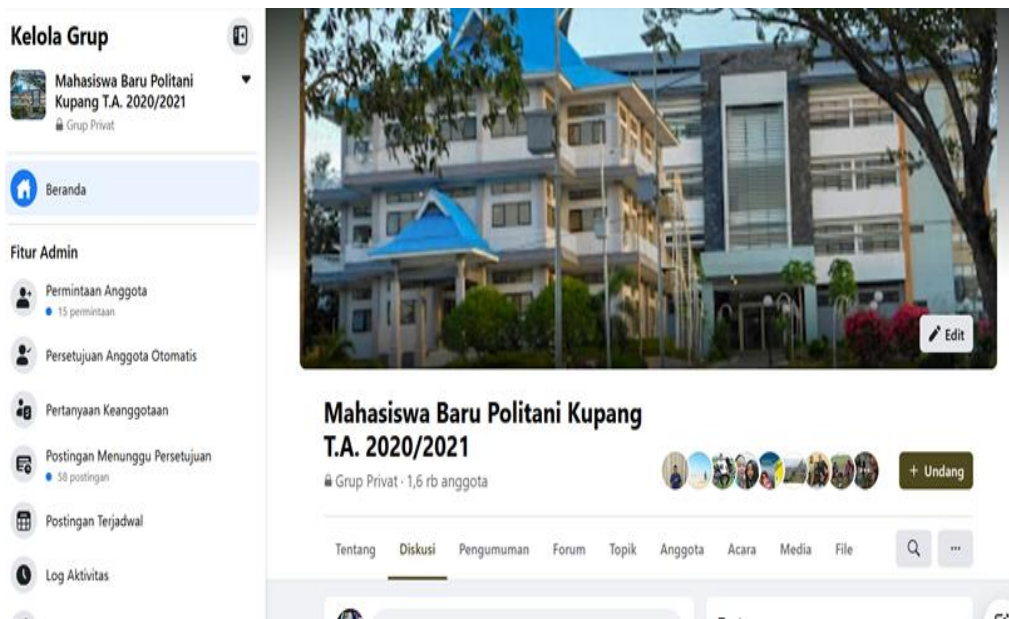 Kelola Grup
Mahasiswa Baru Politani
Kupang T.A. 2020/2021
Grup Privat
Beranda
Fitur Admin
Permintaan Anggota
15 permintaan
Persetujuan Anggota Otomatis
Pertanyaan Keanggotaan
Postingan Menunggu Persetujuan
58 postingan
Postingan Terjadwal
Log Aktivitas
Edit
Mahasiswa Baru Politani Kupang
T.A. 2020/2021
Grup Privat · 1,6 rb anggota
+ Undang
Tentang Diskusi Pengumuman Forum Topik Anggota Acara Media File